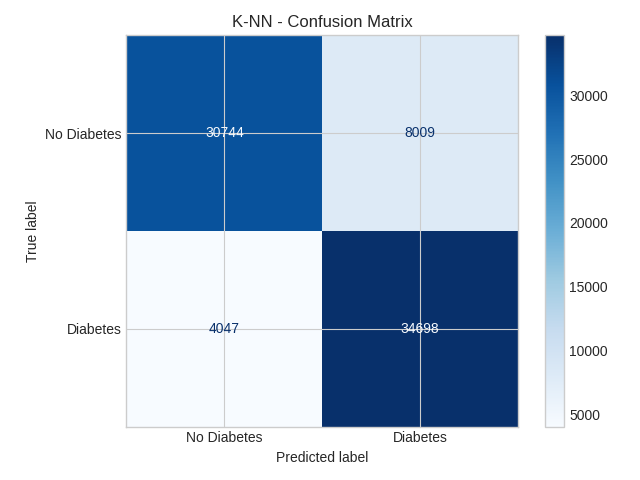 K-NN - Confusion Matrix
True label
No Diabetes
Diabetes
30744
8009
4047
34698
No Diabetes
Diabetes
Predicted label
30000
25000
20000
15000
10000
5000